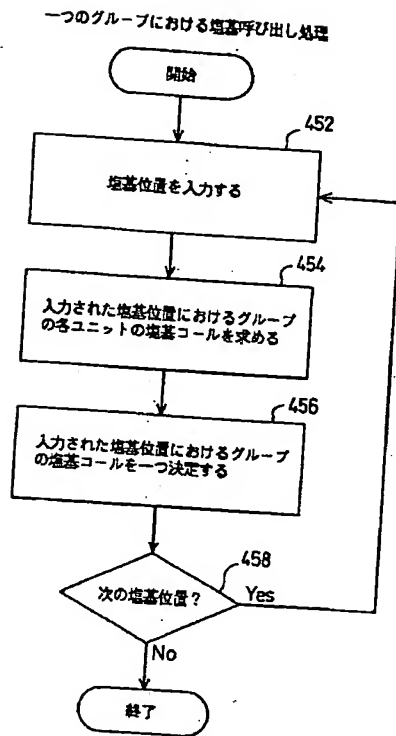 一つのグループにおける塩基呼び出し処理
開始
452
塩基位置を入力する
454
入力された塩基位置におけるグループ
の各ユニットの塩基コールを求める
456
入力された塩基位置におけるグループ
の塩基コールを一つ決定する
458
次の塩基位置?
Yes
No
終了